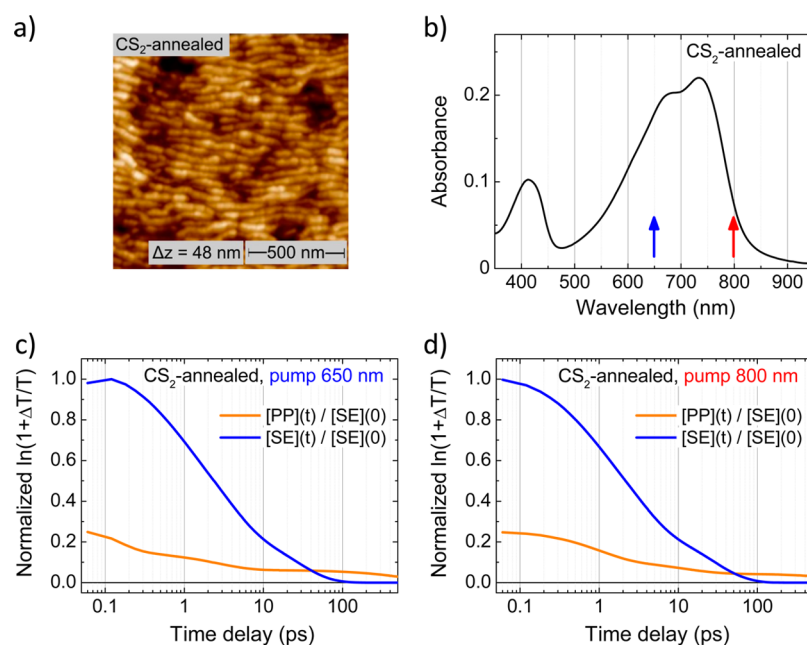 a)
CS₂-annealed
Δz = 48 nm
500 nm
b)
CS₂-annealed
Absorbance
0.2
0.1
0
400 500 600 700 800 900
Wavelength (nm)
c)
CS₂-annealed, pump 650 nm
[PP](t) / [SE](0)
[SE](t) / [SE](0)
Normalized ln(1+ΔT/T)
1.0
0.8
0.6
0.4
0.2
0.0
0.1 1 10 100
Time delay (ps)
d)
CS₂-annealed, pump 800 nm
[PP](t) / [SE](0)
[SE](t) / [SE](0)
Normalized ln(1+ΔT/T)
1.0
0.8
0.6
0.4
0.2
0.0
0.1 1 10 100
Time delay (ps)